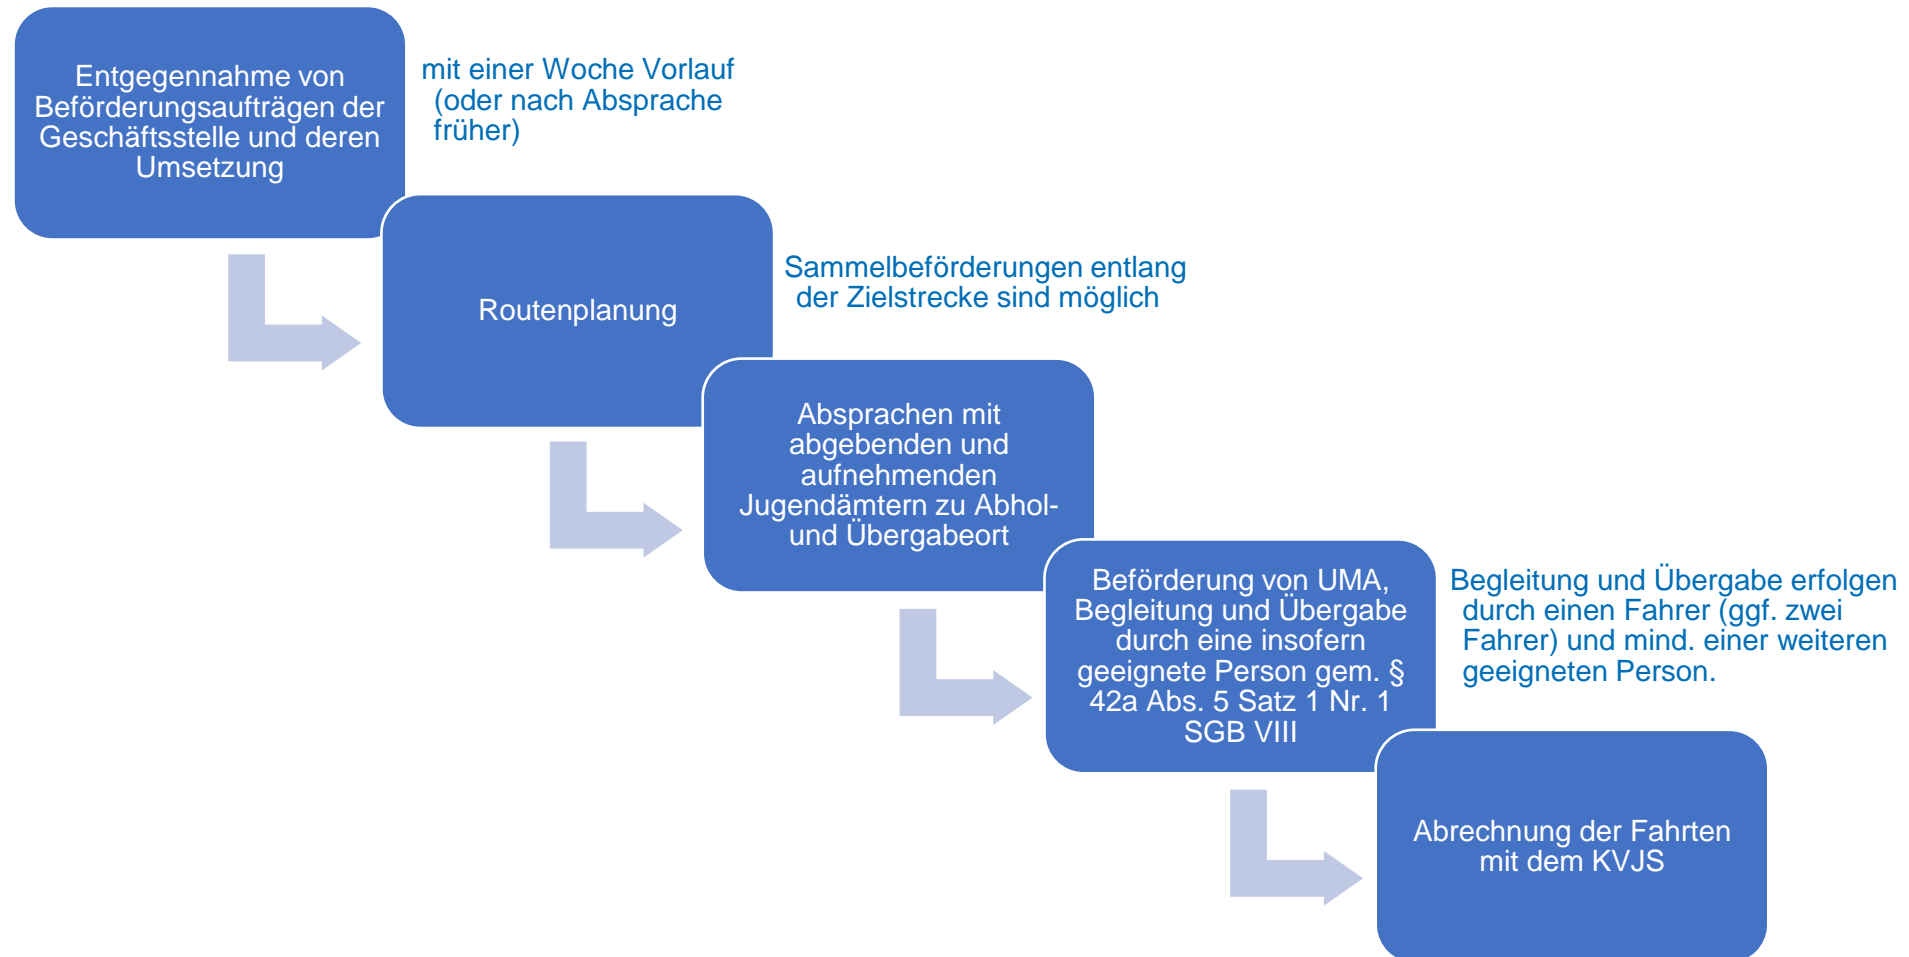 Entgegennahme von
Beförderungsaufträgen der
Geschäftsstelle und deren
Umsetzung
mit einer Woche Vorlauf
(oder nach Absprache
früher)
Routenplanung
Sammelbeförderungen entlang
der Zielstrecke sind möglich
Absprachen mit
abgebenden und
aufnehmenden
Jugendämtern zu Abhol-
und Übergabeort
Beförderung von UMA,
Begleitung und Übergabe
durch eine insofern
geeignete Person gem. §
42a Abs. 5 Satz 1 Nr. 1
SGB VIII
Begleitung und Übergabe erfolgen
durch einen Fahrer (ggf. zwei
Fahrer) und mind. einer weiteren
geeigneten Person.
Abrechnung der Fahrten
mit dem KVJS